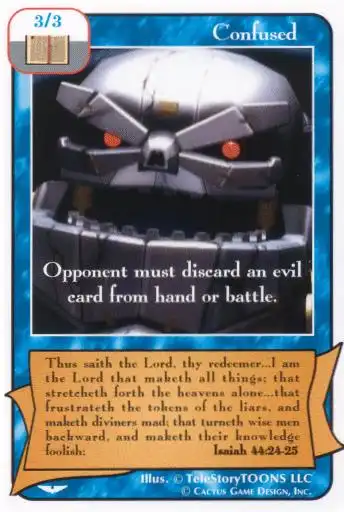 3/3
Confused
Opponent must discard an evil
card from hand or battle.
Thus saith the Lord, thy redeemer...I am
the Lord that maketh all things; that
stretcheth forth the heavens alone...that
frustrateth the tokens of the liars, and
maketh diviners mad; that turneth wise men
backward, and maketh their knowledge
foolish; Isaiah 44:24-25
Illus. © TeleStoryTOONS LLC
© Cactus Game Design, Inc.